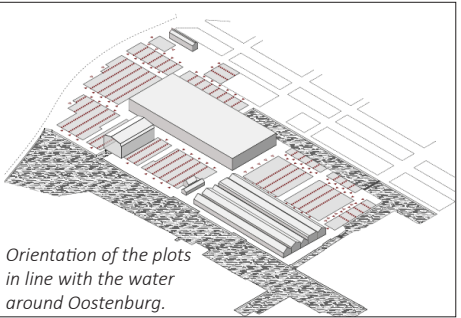 Orientation of the plots
in line with the water
around Oostenburg.